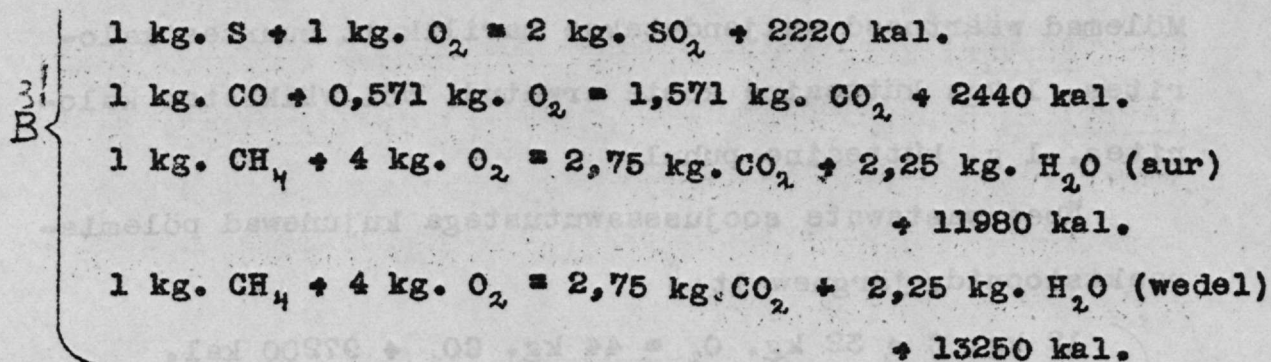 1 kg. S + 1 kg. O₂ = 2 kg. SO₂ + 2220 kal.
1 kg. CO + 0,571 kg. O₂ = 1,571 kg. CO₂ + 2440 kal.
1 kg. CH₄ + 4 kg. O₂ = 2,75 kg. CO₂ + 2,25 kg. H₂O (aur)
+ 11980 kal.
B
1 kg. CH₄ + 4 kg. O₂ = 2,75 kg. CO₂ + 2,25 kg. H₂O (wedel)
+ 13250 kal.